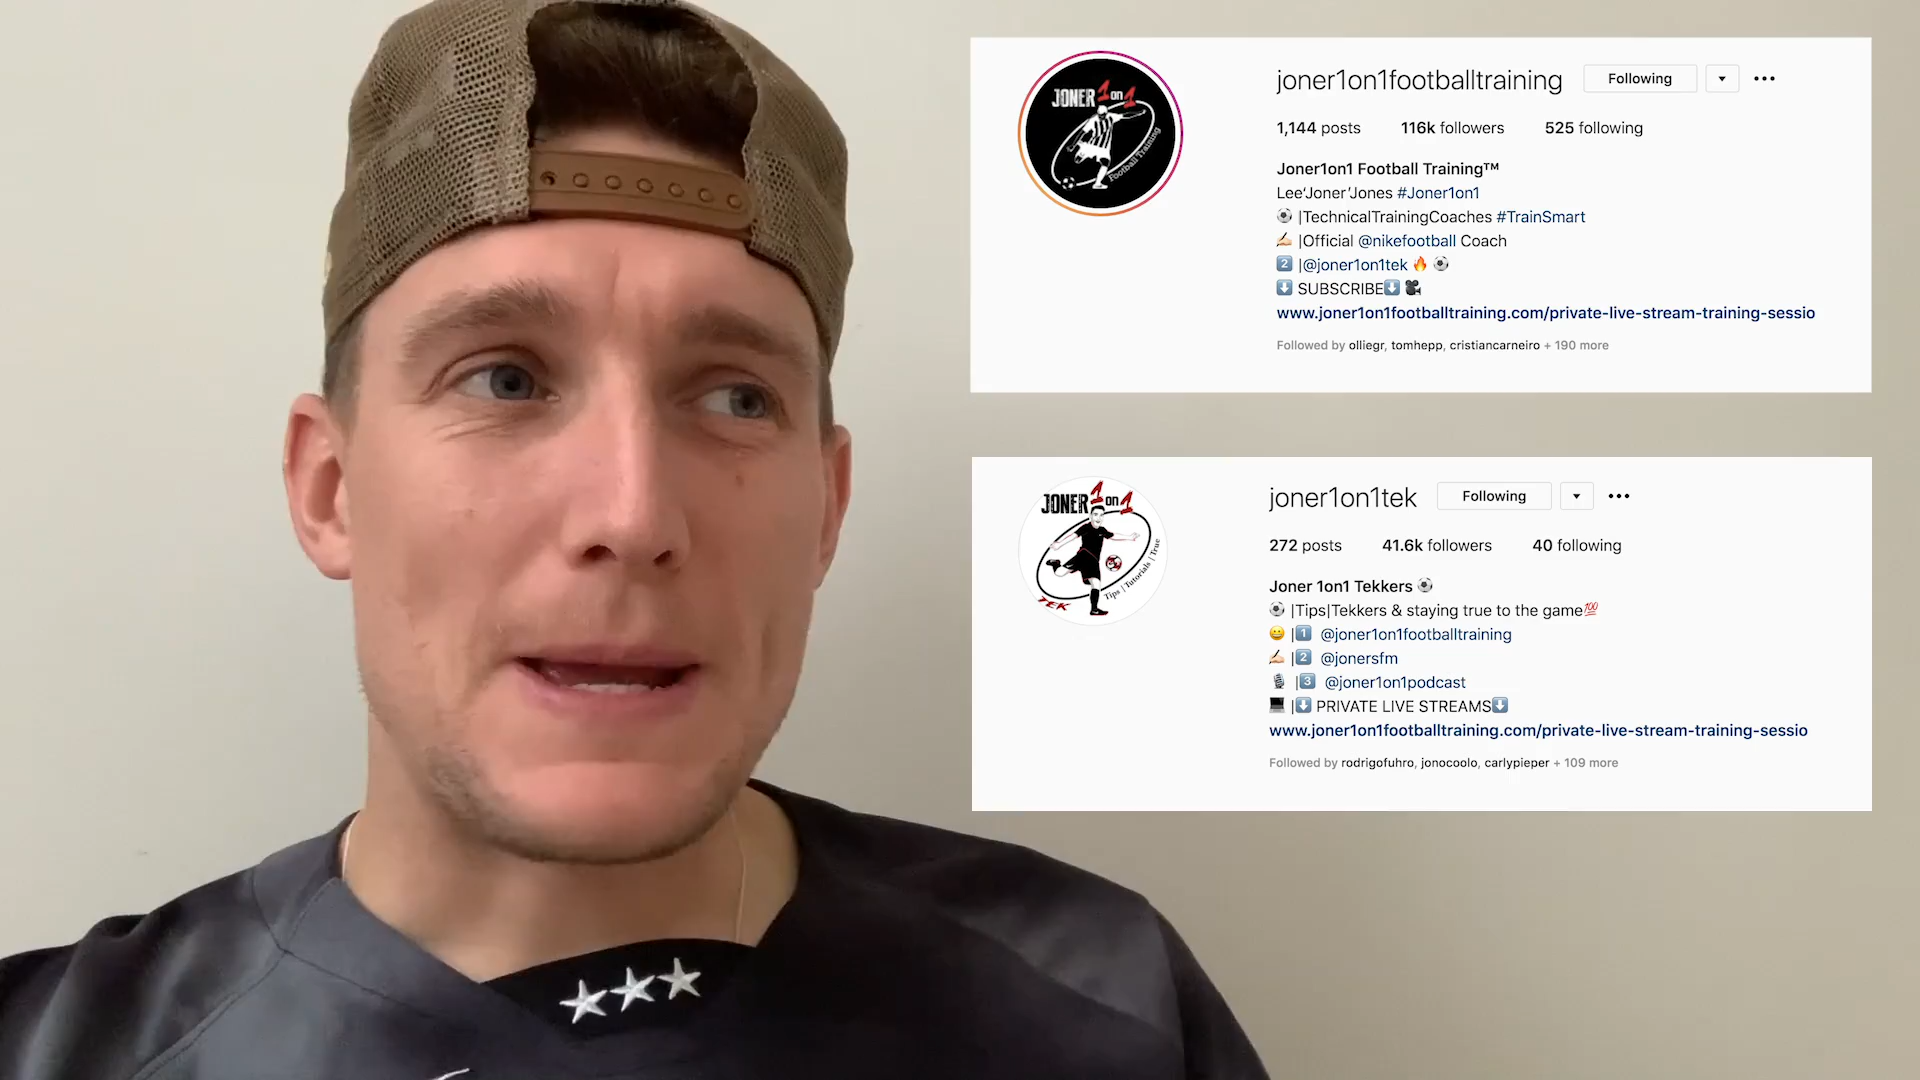 JONER 1 on 1
Football Training
joner1on1footballtraining Following
1,144 posts 116k followers 525 following
Joner1on1 Football Training™
Lee‘Joner’Jones #Joner1on1
⚽ |TechnicalTrainingCoaches #TrainSmart
✍🏻 |Official @nikefootball Coach
2️⃣ |@joner1on1tek 🔥 ⚽
⬇️ SUBSCRIBE⬇️ 🎥
www.joner1on1footballtraining.com/private-live-stream-training-sessio
Followed by olliegr, tomhepp, cristiancarneiro + 190 more
JONER 1 on 1
Tips | Tutorials | True
TEK
joner1on1tek Following
272 posts 41.6k followers 40 following
Joner 1on1 Tekkers ⚽
⚽ |Tips|Tekkers & staying true to the game💯
😀 |1️⃣ @joner1on1footballtraining
✍🏻 |2️⃣ @jonersfm
🎙 |3️⃣ @joner1on1podcast
💻 |⬇️ PRIVATE LIVE STREAMS⬇️
www.joner1on1footballtraining.com/private-live-stream-training-sessio
Followed by rodrigofuhro, jonocoolo, carlypieper + 109 more